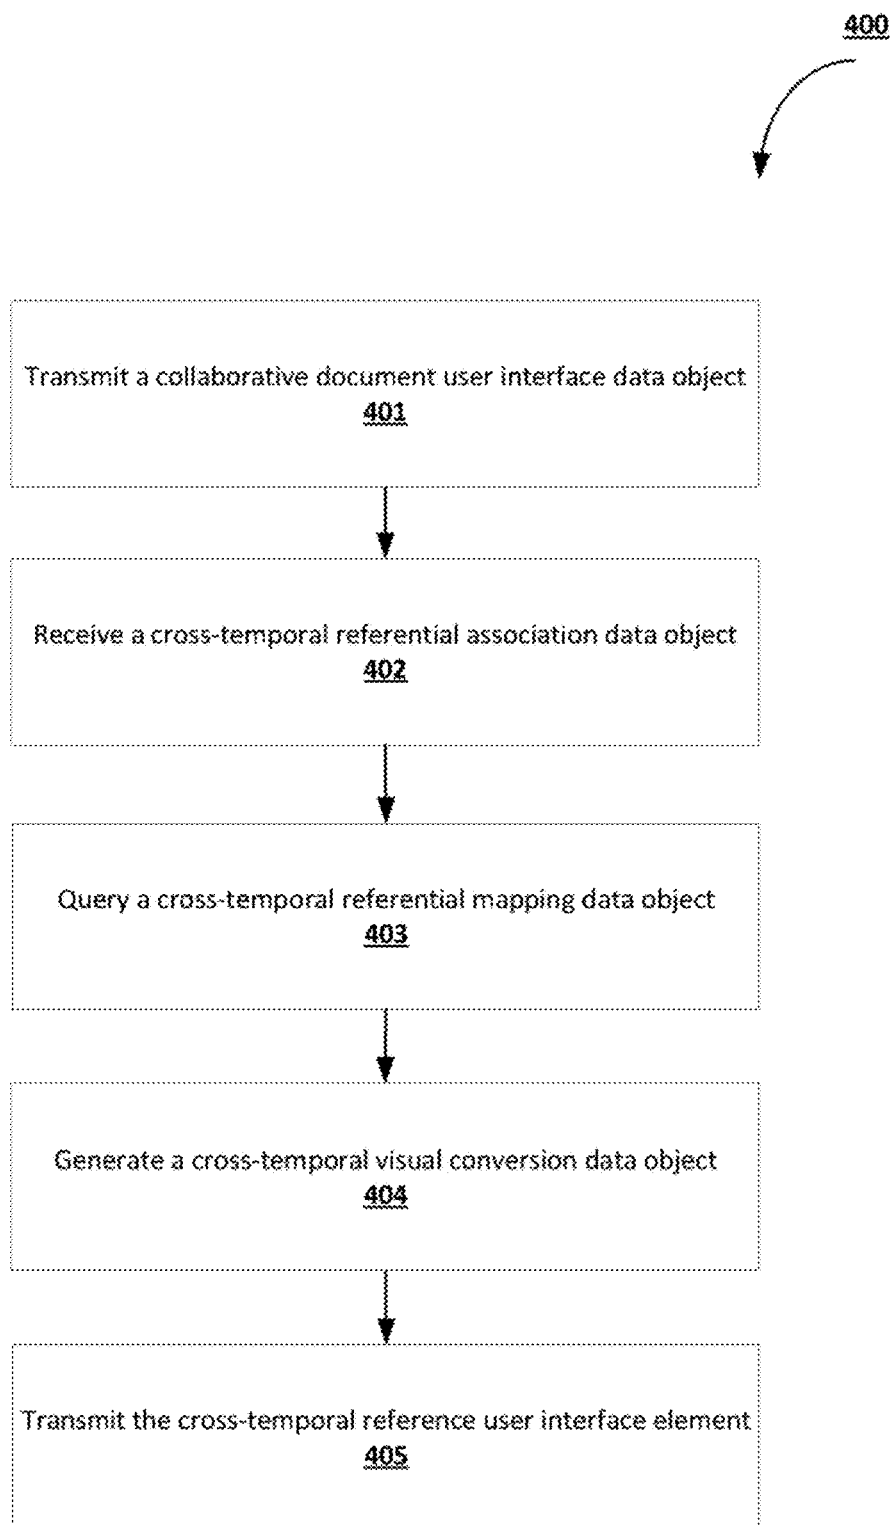 400
Transmit a collaborative document user interface data object
401
Receive a cross-temporal referential association data object
402
Query a cross-temporal referential mapping data object
403
Generate a cross-temporal visual conversion data object
404
Transmit the cross-temporal reference user interface element
405